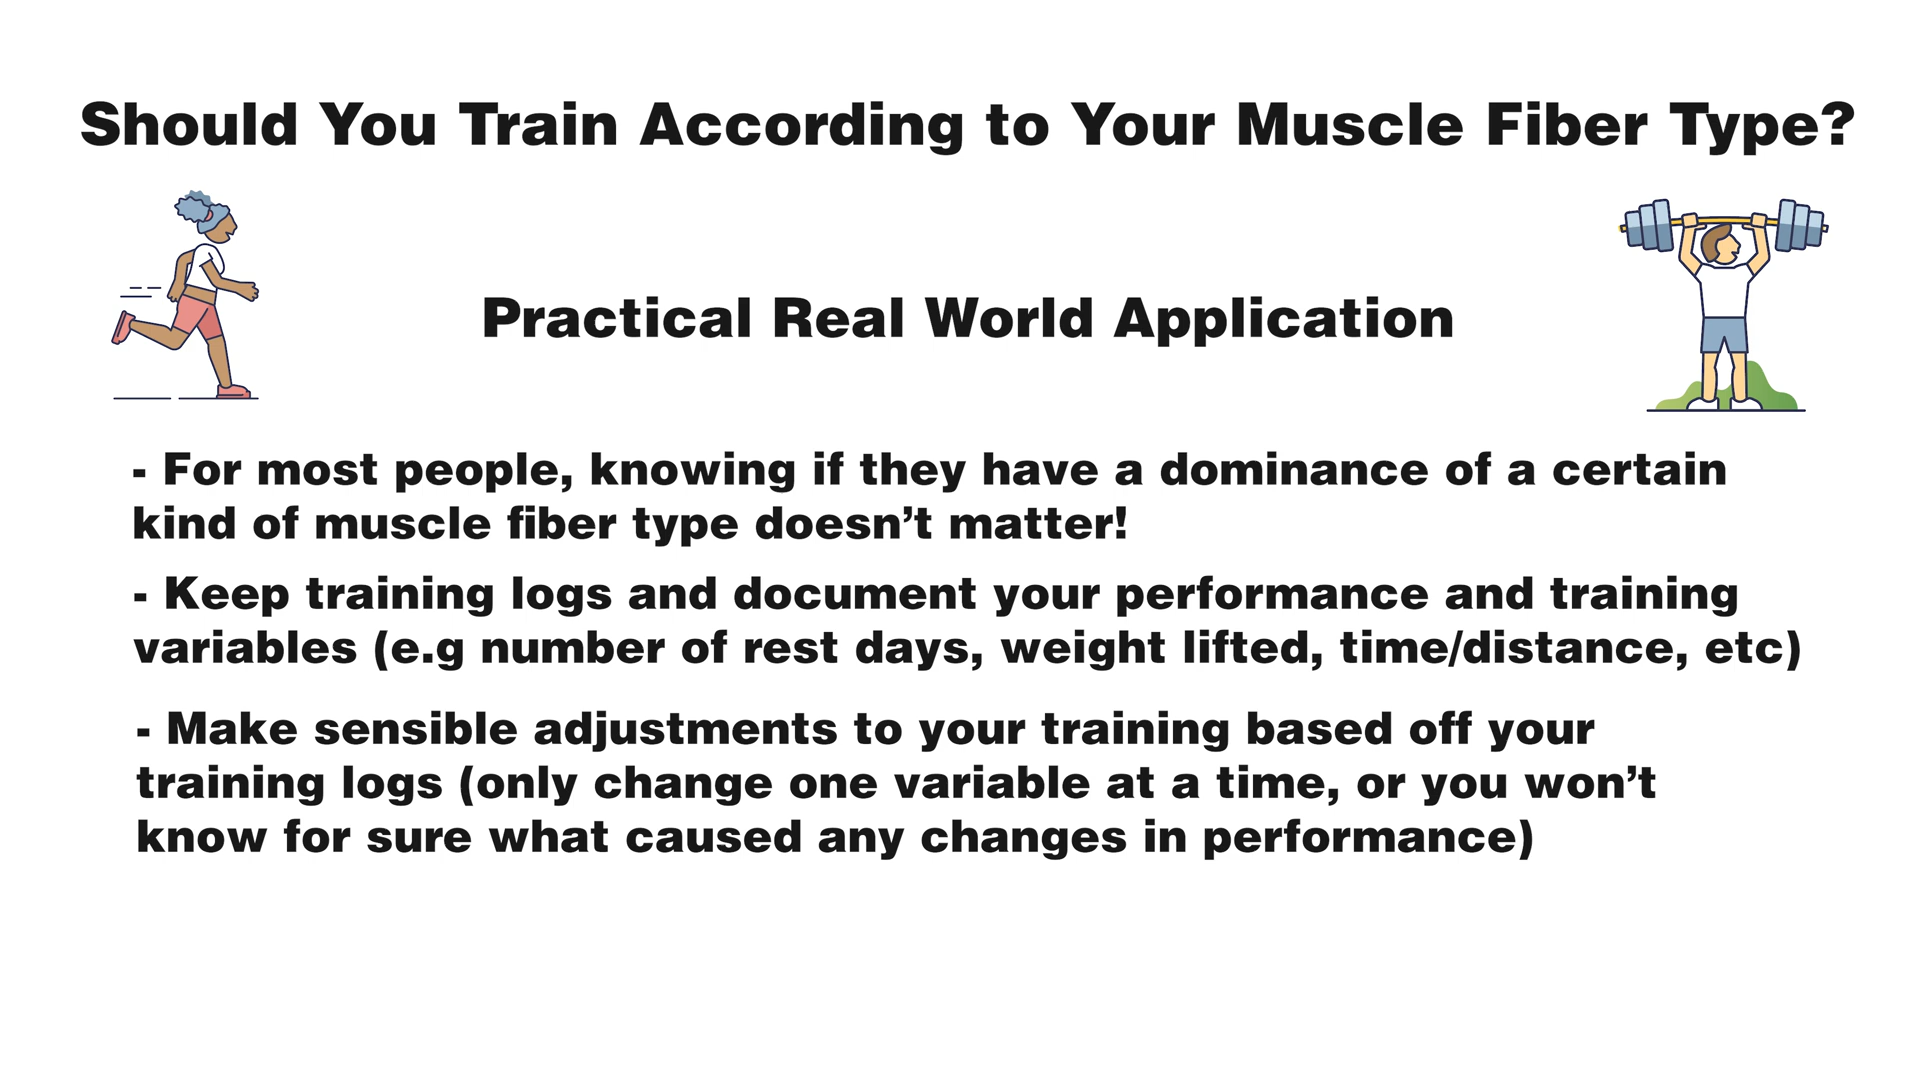 Should You Train According to Your Muscle Fiber Type?
Practical Real World Application
- For most people, knowing if they have a dominance of a certain
kind of muscle fiber type doesn’t matter!
- Keep training logs and document your performance and training
variables (e.g number of rest days, weight lifted, time/distance, etc)
- Make sensible adjustments to your training based off your
training logs (only change one variable at a time, or you won’t
know for sure what caused any changes in performance)